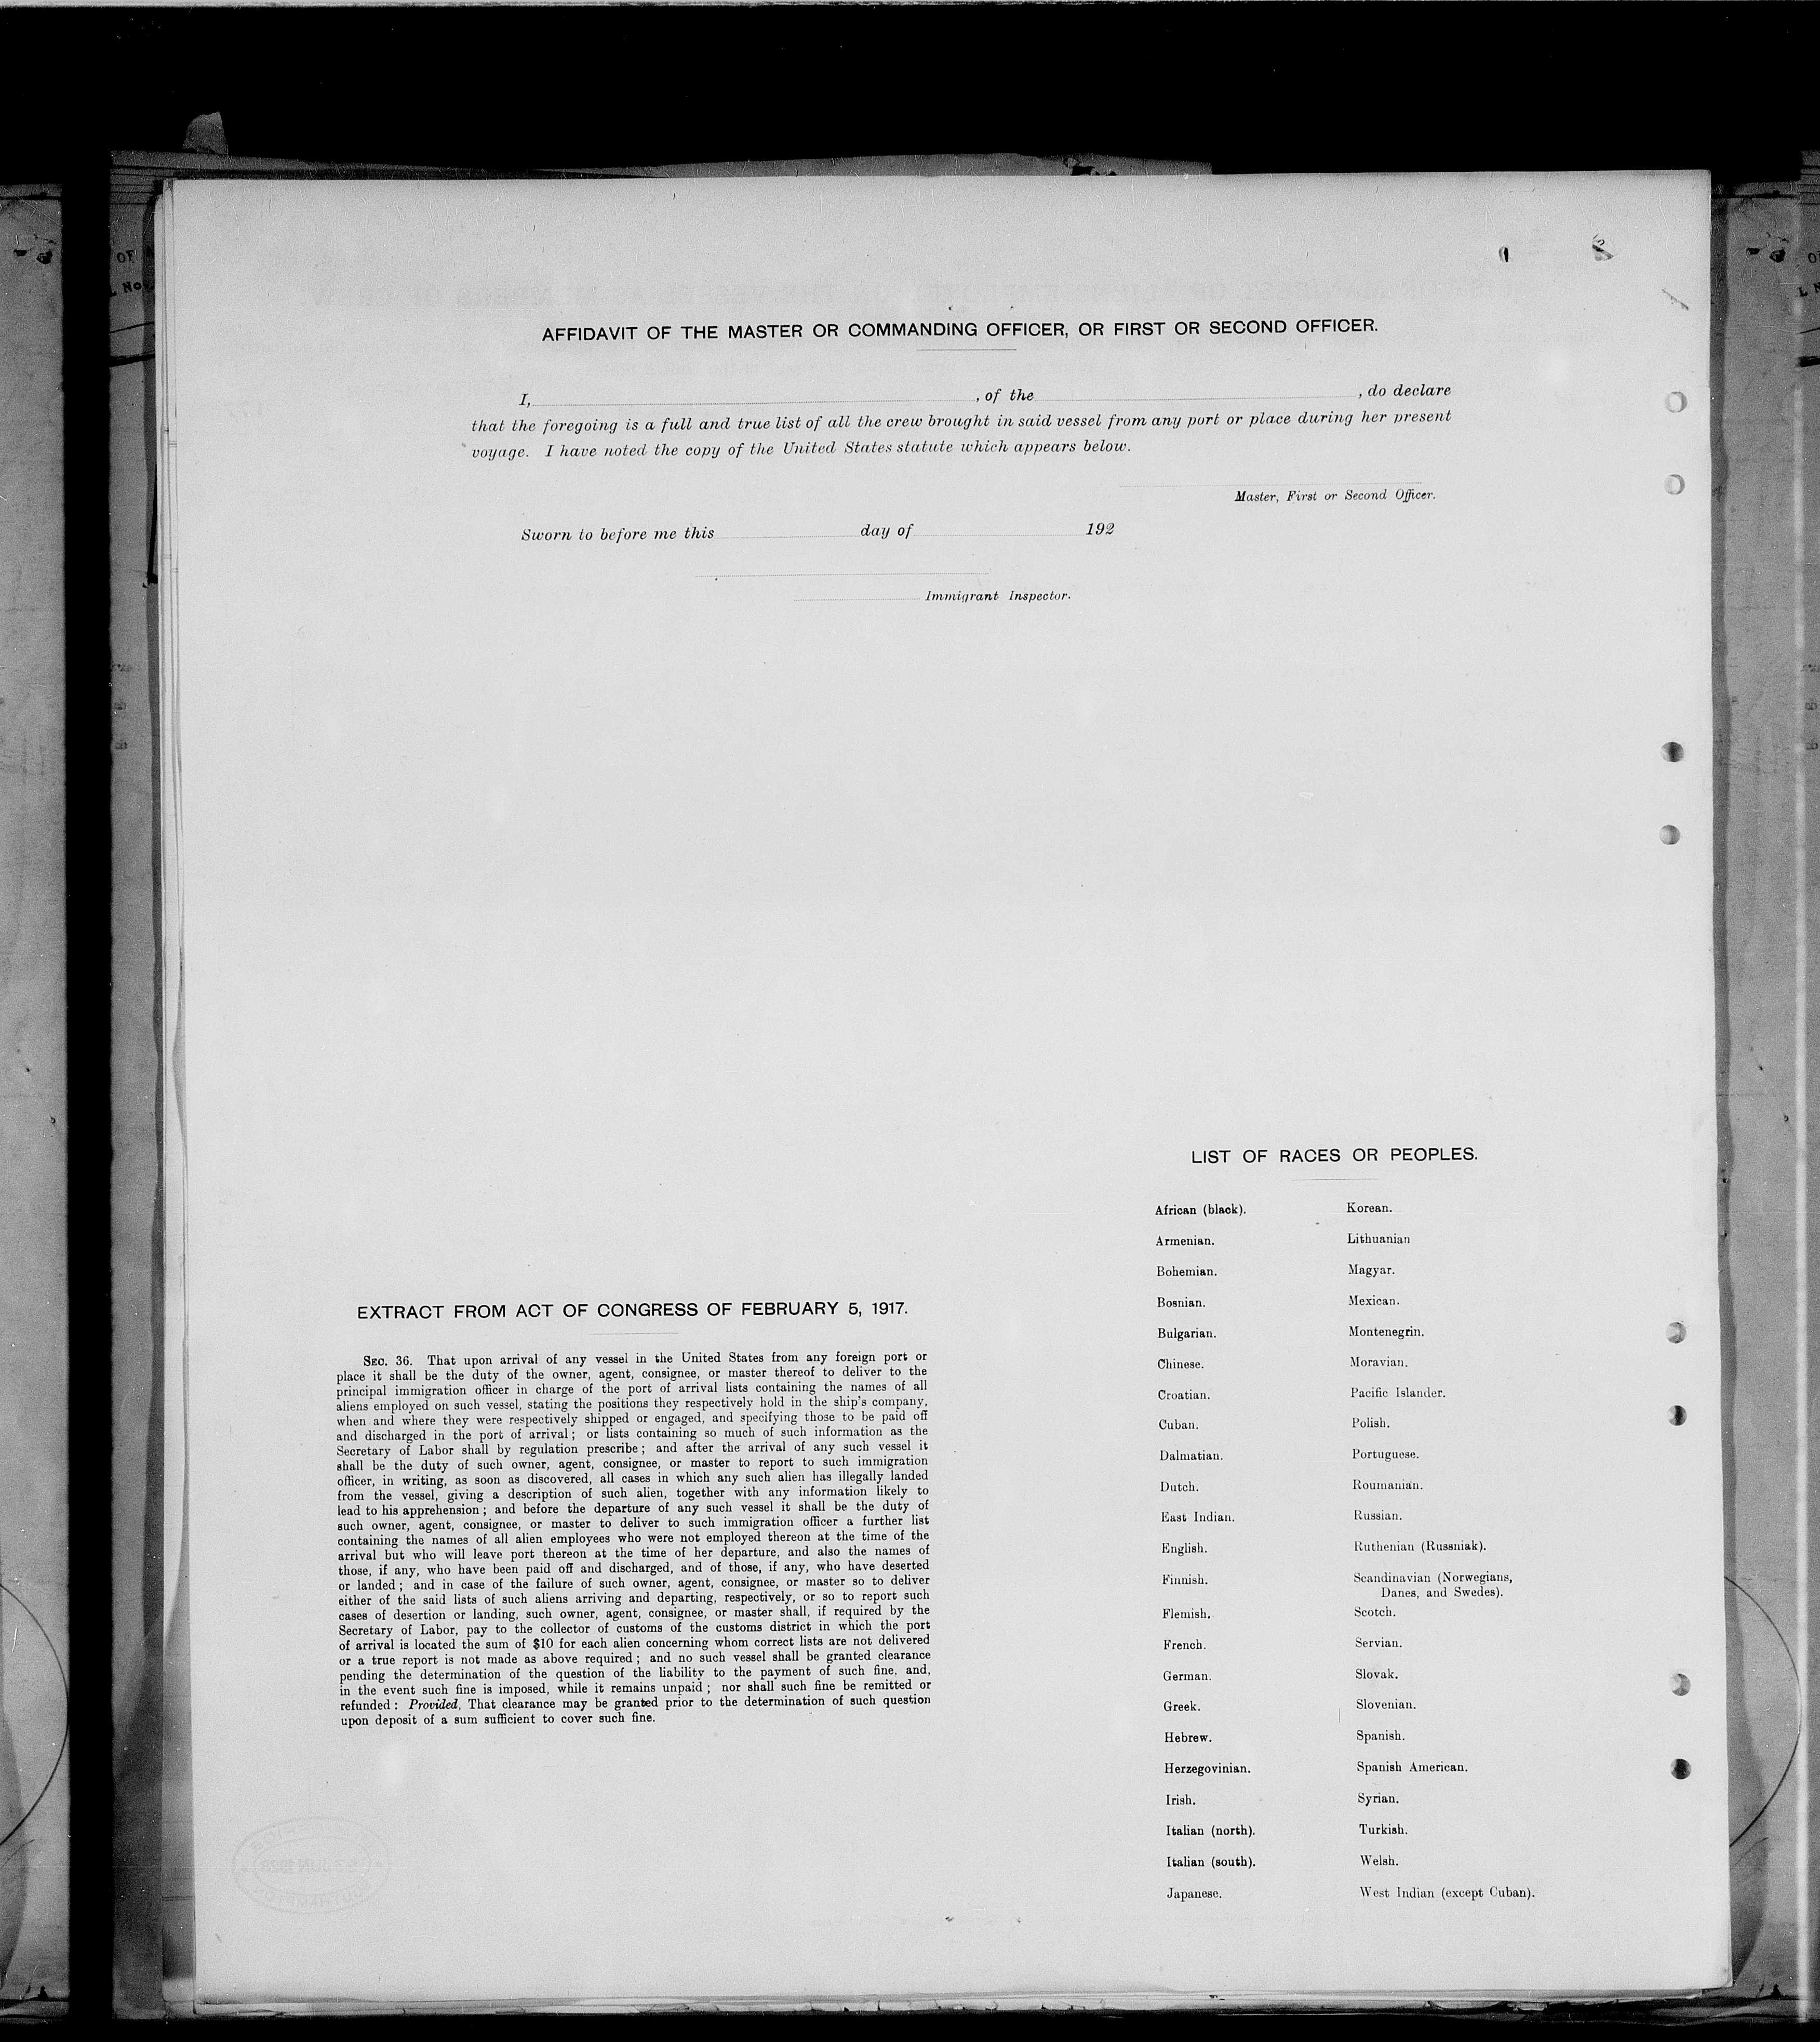 AFFIDAVIT OF THE MASTER OR COMMANDING OFFICER, OR FIRST OR SECOND OFFICER.
I, , of the , do declare
that the foregoing is a full and true list of all the crew brought in said vessel from any port or place during her present
voyage. I have noted the copy of the United States statute which appears below.
Master, First or Second Officer.
Sworn to before me this day of 192
Immigrant Inspector.
EXTRACT FROM ACT OF CONGRESS OF FEBRUARY 5, 1917.
SEC. 36. That upon arrival of any vessel in the United States from any foreign port or
place it shall be the duty of the owner, agent, consignee, or master thereof to deliver to the
principal immigration officer in charge of the port of arrival lists containing the names of all
aliens employed on such vessel, stating the positions they respectively hold in the ship's company,
when and where they were respectively shipped or engaged, and specifying those to be paid off
and discharged in the port of arrival; or lists containing so much of such information as the
Secretary of Labor shall by regulation prescribe; and after the arrival of any such vessel it
shall be the duty of such owner, agent, consignee, or master to report to such immigration
officer, in writing, as soon as discovered, all cases in which any such alien has illegally landed
from the vessel, giving a description of such alien, together with any information likely to
lead to his apprehension; and before the departure of any such vessel it shall be the duty of
such owner, agent, consignee, or master to deliver to such immigration officer a further list
containing the names of all alien employees who were not employed thereon at the time of the
arrival but who will leave port thereon at the time of her departure, and also the names of
those, if any, who have been paid off and discharged, and of those, if any, who have deserted
or landed; and in case of the failure of such owner, agent, consignee, or master so to deliver
either of the said lists of such aliens arriving and departing, respectively, or so to report such
cases of desertion or landing, such owner, agent, consignee, or master shall, if required by the
Secretary of Labor, pay to the collector of customs of the customs district in which the port
of arrival is located the sum of $10 for each alien concerning whom correct lists are not delivered
or a true report is not made as above required; and no such vessel shall be granted clearance
pending the determination of the question of the liability to the payment of such fine, and,
in the event such fine is imposed, while it remains unpaid; nor shall such fine be remitted or
refunded: Provided, That clearance may be granted prior to the determination of such question
upon deposit of a sum sufficient to cover such fine.
LIST OF RACES OR PEOPLES.
African (black).
Armenian.
Bohemian.
Bosnian.
Bulgarian.
Chinese.
Croatian.
Cuban.
Dalmatian.
Dutch.
East Indian.
English.
Finnish.
Flemish.
French.
German.
Greek.
Hebrew.
Herzegovinian.
Irish.
Italian (north).
Italian (south).
Japanese.
Korean.
Lithuanian
Magyar.
Mexican.
Montenegrin.
Moravian.
Pacific Islander.
Polish.
Portuguese.
Roumanian.
Russian.
Ruthenian (Russniak).
Scandinavian (Norwegians,
Danes, and Swedes).
Scotch.
Servian.
Slovak.
Slovenian.
Spanish.
Spanish American.
Syrian.
Turkish.
Welsh.
West Indian (except Cuban).